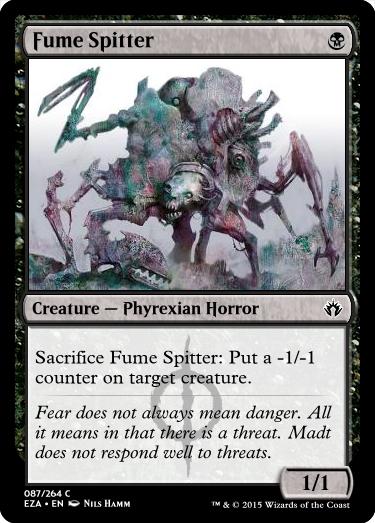 Fume Spitter
Creature — Phyrexian Horror
Sacrifice Fume Spitter: Put a -1/-1
counter on target creature.
Fear does not always mean danger. All
it means in that there is a threat. Madt
does not respond well to threats.
1/1
087/264 C
EZA • EN Nils Hamm
™ & © 2015 Wizards of the Coast